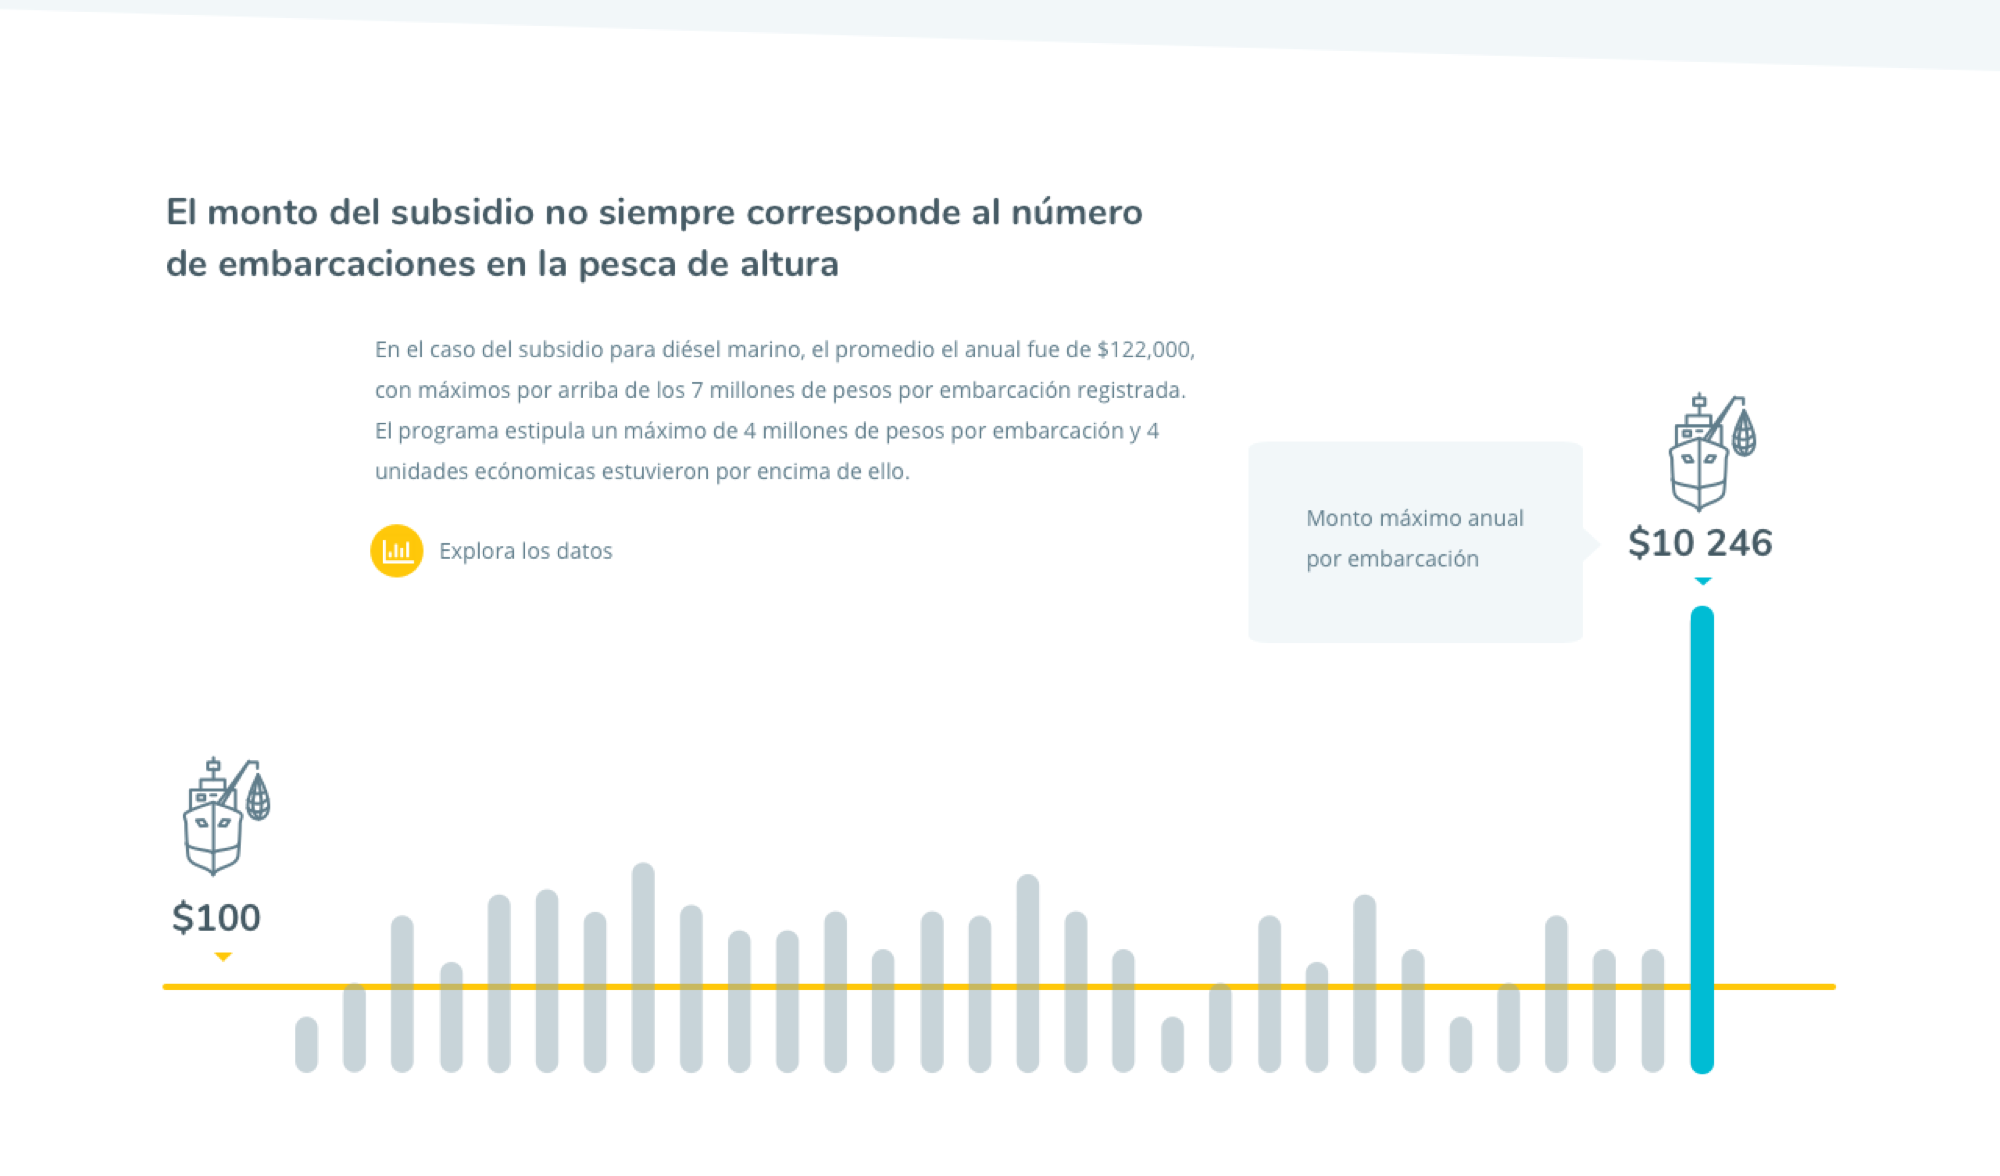 El monto del subsidio no siempre corresponde al número
de embarcaciones en la pesca de altura
En el caso del subsidio para diésel marino, el promedio el anual fue de $122,000,
con máximos por arriba de los 7 millones de pesos por embarcación registrada.
El programa estipula un máximo de 4 millones de pesos por embarcación y 4
unidades ecónomicas estuvieron por encima de ello.
Explora los datos
Monto máximo anual
por embarcación
$10 246
$100